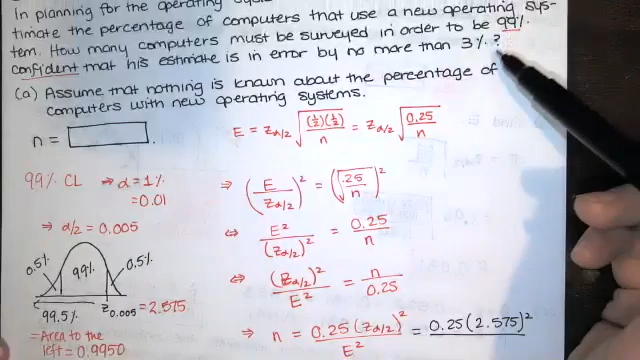 In planning for the operating
timate the percentage of computers that use a new operating sys-
tem. How many computers must be surveyed in order to be 99%
confident that his estimate is in error by no more than 3%?
(a) Assume that nothing is known about the percentage of
computers with new operating systems.
n =
E = Zα/2 √((½)(½)/n) = Zα/2 √(0.25/n)
99% CL ⇒ α = 1%
= 0.01
⇒ α/2 = 0.005
⇒ (E/Zα/2)² = (√(.25/n))²
⇔ E²/(Zα/2)² = 0.25/n
⇔ (Zα/2)²/E² = n/0.25
⇒ n = 0.25(Zα/2)²/E² = 0.25(2.575)²
0.5% 99% 0.5%
99.5% Z0.005 = 2.575
= Area to the
left = 0.9950